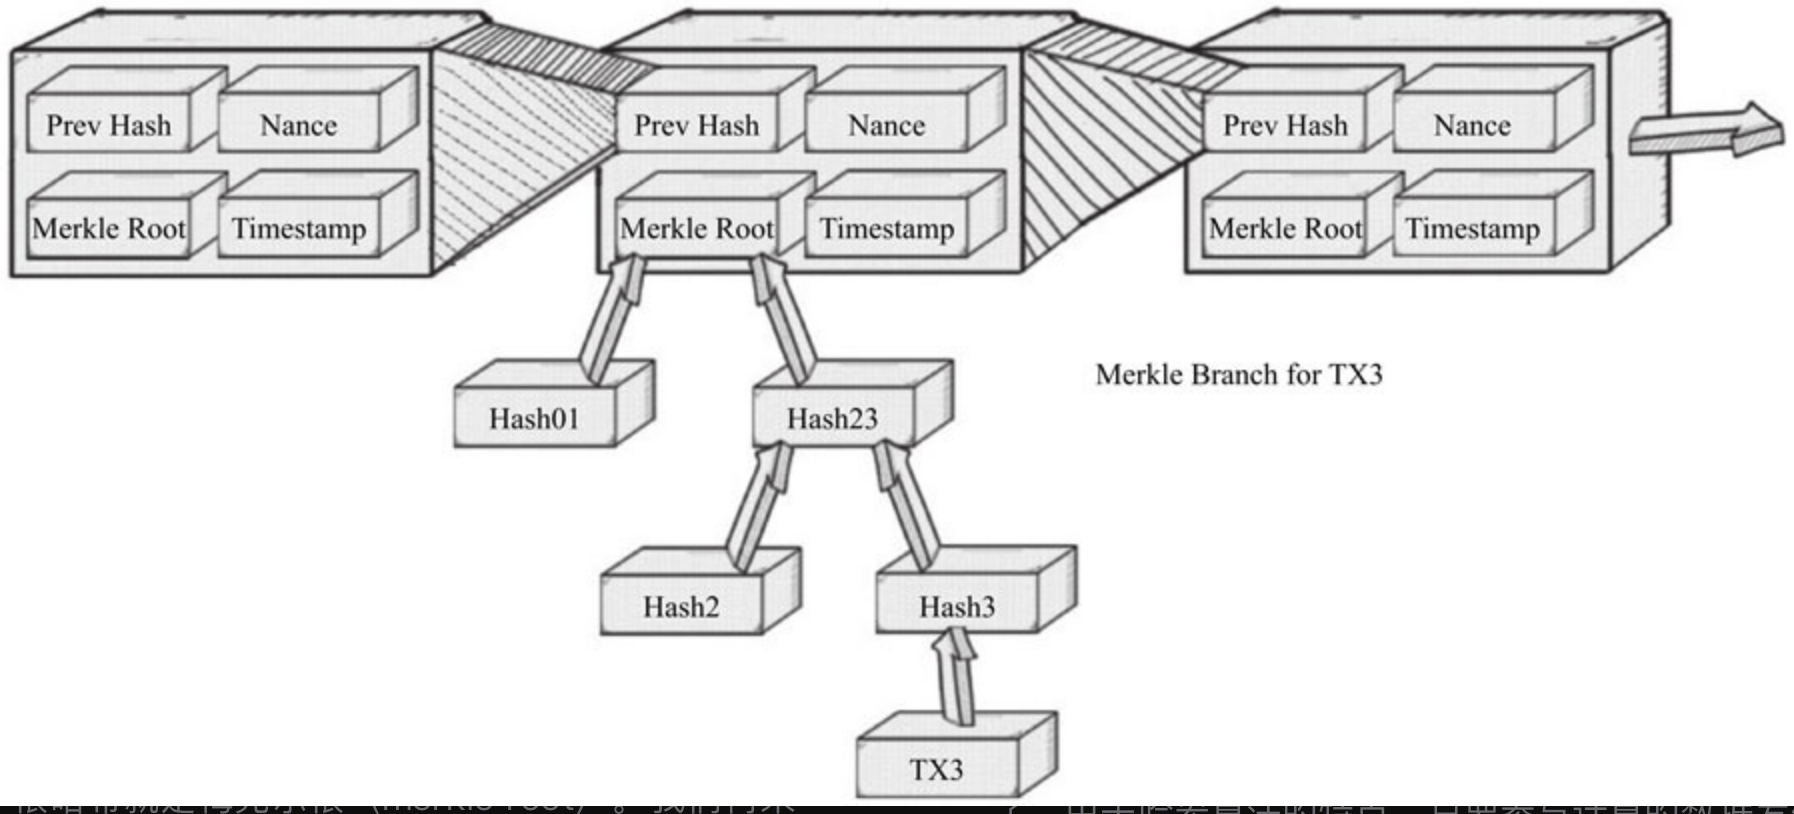 Prev Hash Nance Prev Hash Nance Prev Hash Nance
Merkle Root Timestamp Merkle Root Timestamp Merkle Root Timestamp
Merkle Branch for TX3
Hash01 Hash23
Hash2 Hash3
TX3